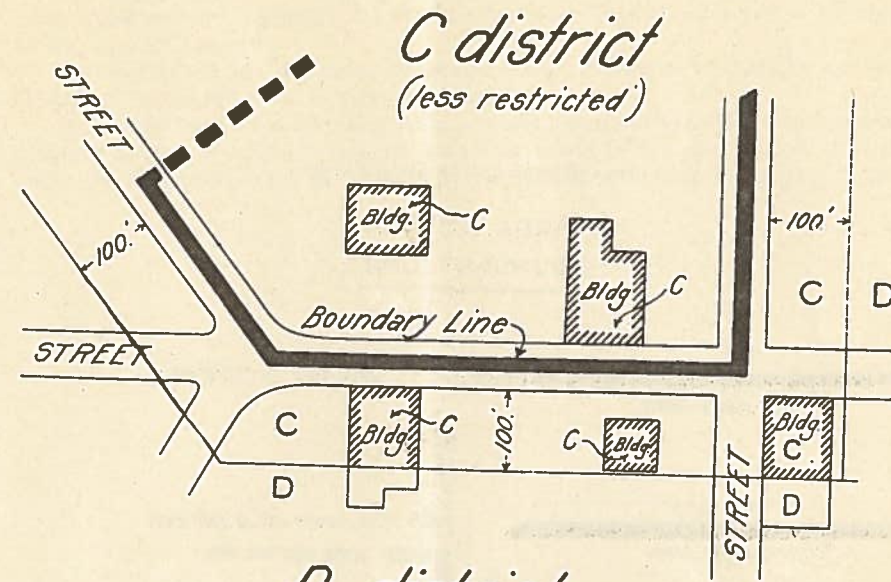 C district
(less restricted)
STREET
100.'
Bldg.
C
Bldg
C
100.'
C
D
Boundary Line
STREET
C
Bldg
C
100.'
C
Bldg.
Bldg.
C.
D
D
STREET